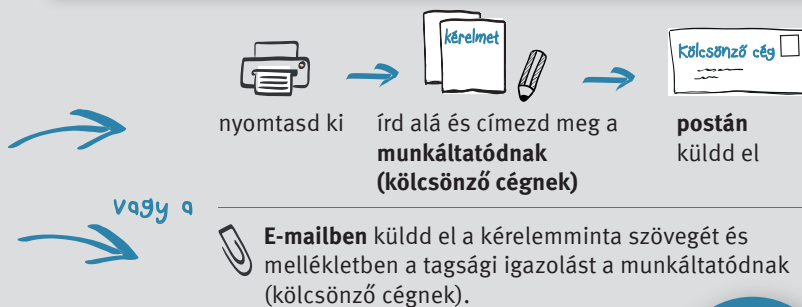 kérelmet
Kölcsönző cég
nyomtasd ki
írd alá és címezd meg a
munkáltatódnak
(kölcsönző cégnek)
postán
küldd el
vagy a
E-mailben küldd el a kérelemminta szövegét és
mellékletben a tagsági igazolást a munkáltatódnak
(kölcsönző cégnek).